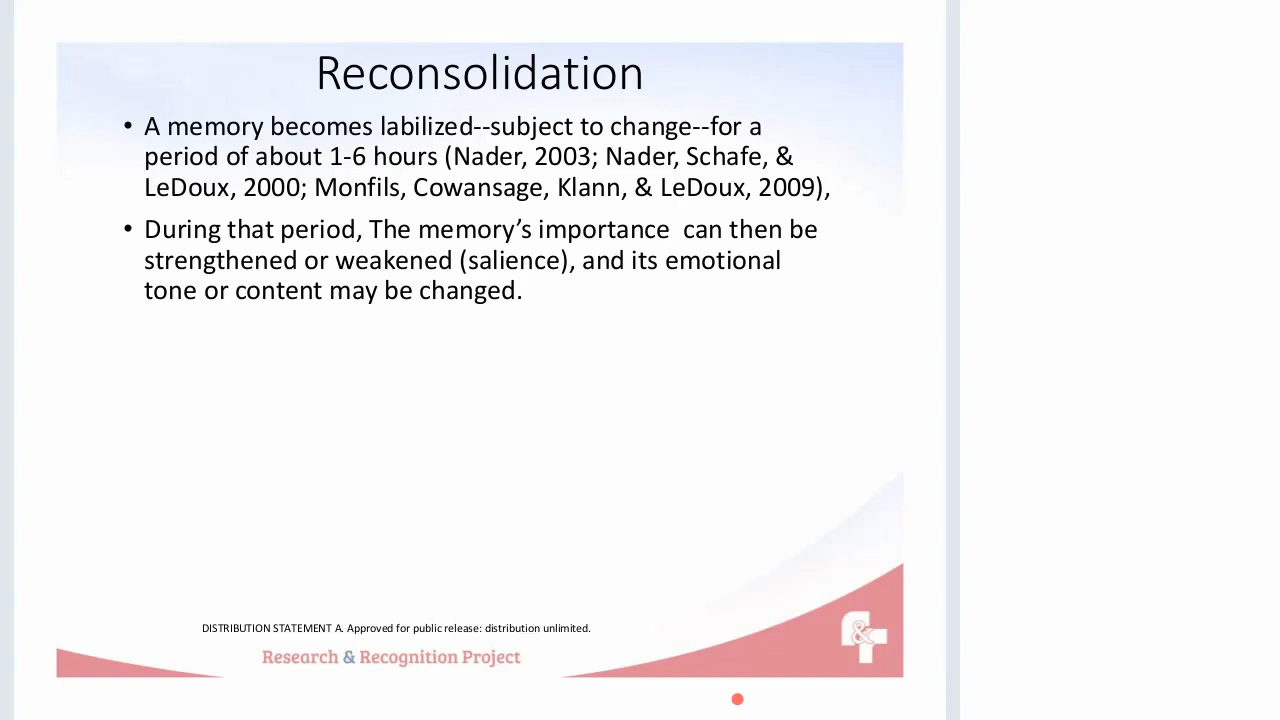 Reconsolidation
• A memory becomes labilized--subject to change--for a
period of about 1-6 hours (Nader, 2003; Nader, Schafe, &
LeDoux, 2000; Monfils, Cowansage, Klann, & LeDoux, 2009),
• During that period, The memory’s importance  can then be
strengthened or weakened (salience), and its emotional
tone or content may be changed.
DISTRIBUTION STATEMENT A. Approved for public release: distribution unlimited.
Research & Recognition Project